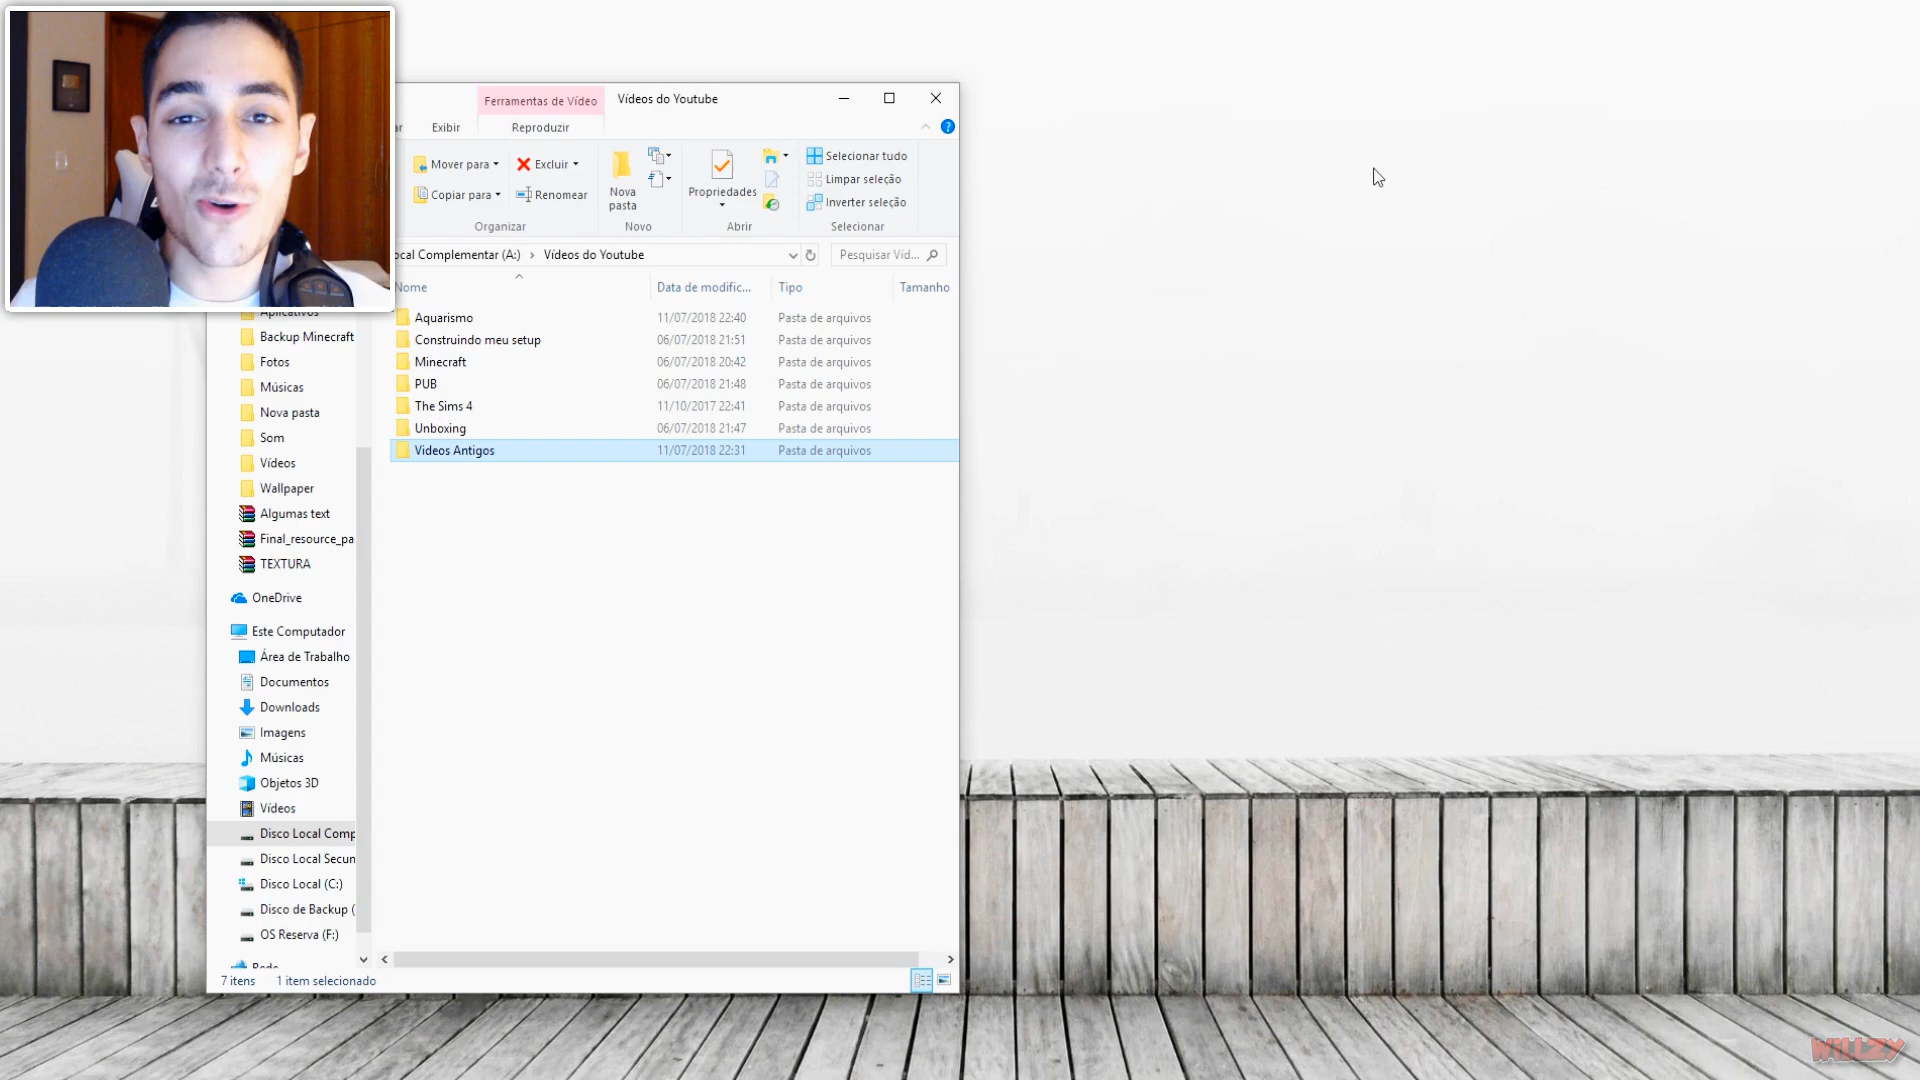 Ferramentas de Vídeo
Vídeos do Youtube
ar
Exibir
Reproduzir
Mover para
Copiar para
Excluir
Renomear
Organizar
Nova
pasta
Novo
Propriedades
Abrir
Selecionar tudo
Limpar seleção
Inverter seleção
Selecionar
ocal Complementar (A:) › Vídeos do Youtube
Pesquisar Víd...
Nome
Data de modific...
Tipo
Tamanho
Aquarismo 11/07/2018 22:40 Pasta de arquivos
Construindo meu setup 06/07/2018 21:51 Pasta de arquivos
Minecraft 06/07/2018 20:42 Pasta de arquivos
PUB 06/07/2018 21:48 Pasta de arquivos
The Sims 4 11/10/2017 22:41 Pasta de arquivos
Unboxing 06/07/2018 21:47 Pasta de arquivos
Videos Antigos 11/07/2018 22:31 Pasta de arquivos
Aplicativos
Backup Minecraft
Fotos
Músicas
Nova pasta
Som
Vídeos
Wallpaper
Algumas text
Final_resource_pa
TEXTURA
OneDrive
Este Computador
Área de Trabalho
Documentos
Downloads
Imagens
Músicas
Objetos 3D
Vídeos
Disco Local Comp
Disco Local Secun
Disco Local (C:)
Disco de Backup (
OS Reserva (F:)
Rede
7 itens
1 item selecionado
WILLZY